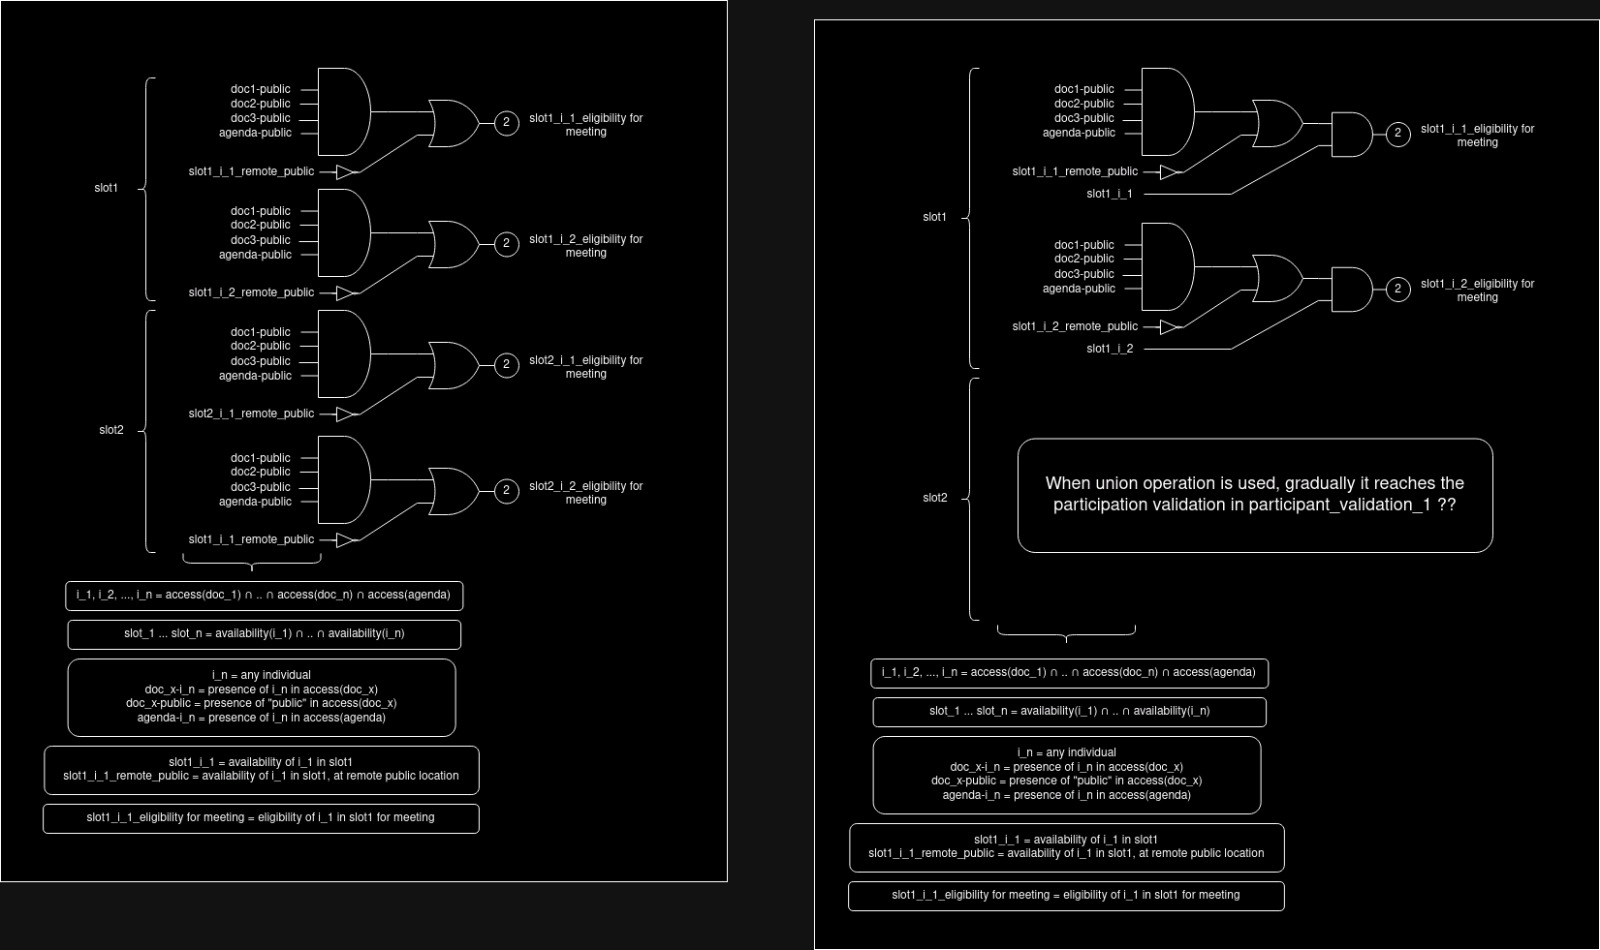 doc1-public
doc2-public
doc3-public
agenda-public
slot1_i_1_remote_public
2
slot1_i_1_eligibility for
meeting
slot1
doc1-public
doc2-public
doc3-public
agenda-public
slot1_i_2_remote_public
2
slot1_i_2_eligibility for
meeting
doc1-public
doc2-public
doc3-public
agenda-public
slot2_i_1_remote_public
2
slot2_i_1_eligibility for
meeting
slot2
doc1-public
doc2-public
doc3-public
agenda-public
slot1_i_1_remote_public
2
slot2_i_2_eligibility for
meeting
i_1, i_2, ..., i_n = access(doc_1) ∩ .. ∩ access(doc_n) ∩ access(agenda)
slot_1 ... slot_n = availability(i_1) ∩ .. ∩ availability(i_n)
i_n = any individual
doc_x-i_n = presence of i_n in access(doc_x)
doc_x-public = presence of "public" in access(doc_x)
agenda-i_n = presence of i_n in access(agenda)
slot1_i_1 = availability of i_1 in slot1
slot1_i_1_remote_public = availability of i_1 in slot1, at remote public location
slot1_i_1_eligibility for meeting = eligibility of i_1 in slot1 for meeting
doc1-public
doc2-public
doc3-public
agenda-public
slot1_i_1_remote_public
slot1_i_1
2
slot1_i_1_eligibility for
meeting
slot1
doc1-public
doc2-public
doc3-public
agenda-public
slot1_i_2_remote_public
slot1_i_2
2
slot1_i_2_eligibility for
meeting
slot2
When union operation is used, gradually it reaches the
participation validation in participant_validation_1 ??
i_1, i_2, ..., i_n = access(doc_1) ∩ .. ∩ access(doc_n) ∩ access(agenda)
slot_1 ... slot_n = availability(i_1) ∩ .. ∩ availability(i_n)
i_n = any individual
doc_x-i_n = presence of i_n in access(doc_x)
doc_x-public = presence of "public" in access(doc_x)
agenda-i_n = presence of i_n in access(agenda)
slot1_i_1 = availability of i_1 in slot1
slot1_i_1_remote_public = availability of i_1 in slot1, at remote public location
slot1_i_1_eligibility for meeting = eligibility of i_1 in slot1 for meeting